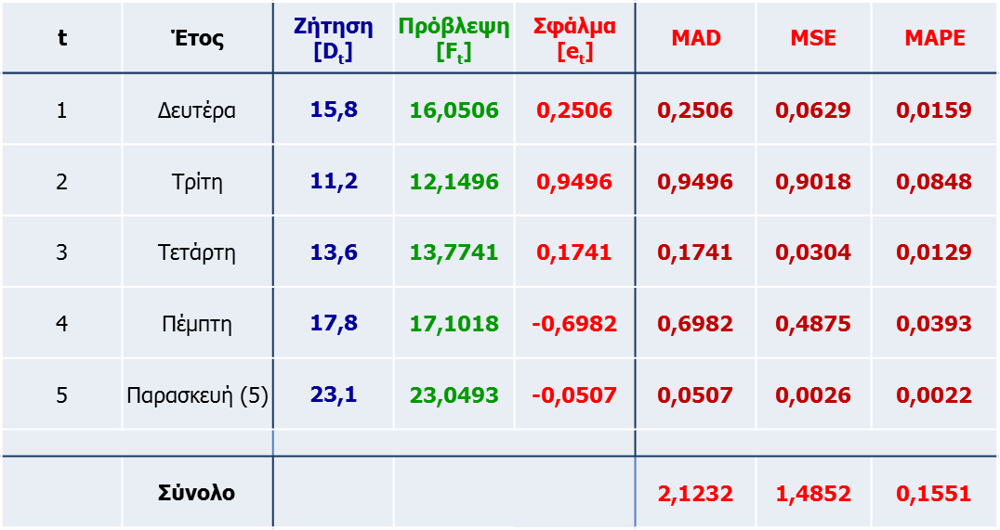 t Έτος Ζήτηση [Dt] Πρόβλεψη [Ft] Σφάλμα [et] MAD MSE MAPE
1 Δευτέρα 15,8 16,0506 0,2506 0,2506 0,0629 0,0159
2 Τρίτη 11,2 12,1496 0,9496 0,9496 0,9018 0,0848
3 Τετάρτη 13,6 13,7741 0,1741 0,1741 0,0304 0,0129
4 Πέμπτη 17,8 17,1018 -0,6982 0,6982 0,4875 0,0393
5 Παρασκευή (5) 23,1 23,0493 -0,0507 0,0507 0,0026 0,0022
Σύνολο 2,1232 1,4852 0,1551